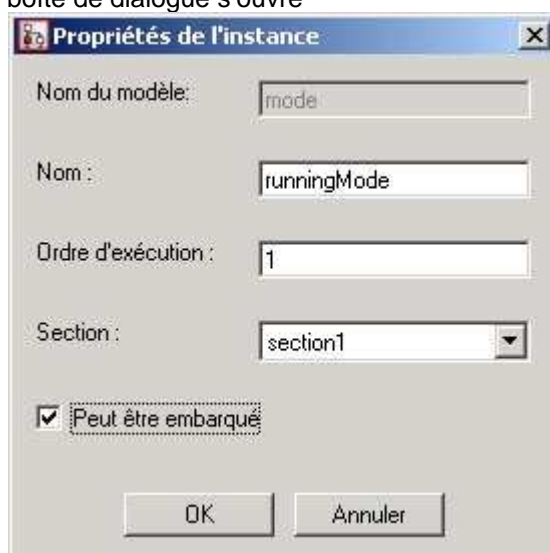 boîte de dialogue s'ouvre
Propriétés de l'instance
Nom du modèle: mode
Nom : runningMode
Ordre d'exécution : 1
Section : section1
Peut être embarqué
OK Annuler